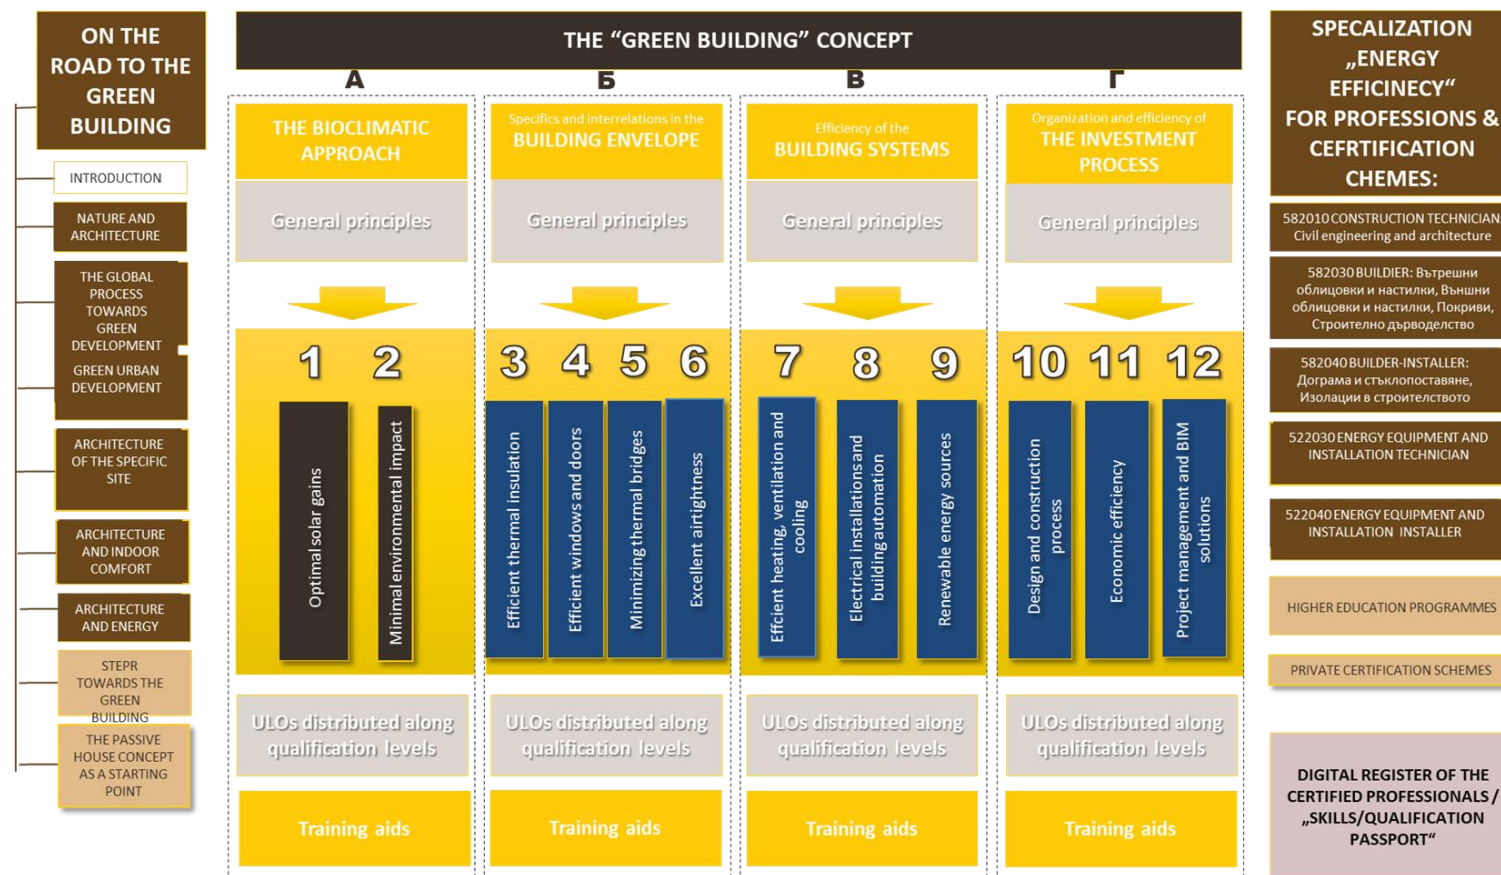 ON THE
ROAD TO THE
GREEN
BUILDING
INTRODUCTION
NATURE AND
ARCHITECTURE
THE GLOBAL
PROCESS
TOWARDS
GREEN
DEVELOPMENT
GREEN URBAN
DEVELOPMENT
ARCHITECTURE
OF THE SPECIFIC
SITE
ARCHITECTURE
AND INDOOR
COMFORT
ARCHITECTURE
AND ENERGY
STEPR
TOWARDS THE
GREEN
BUILDING
THE PASSIVE
HOUSE CONCEPT
AS A STARTING
POINT
THE “GREEN BUILDING” CONCEPT
А
THE BIOCLIMATIC
APPROACH
General principles
1
2
Optimal solar gains
Minimal environmental impact
ULOs distributed along
qualification levels
Training aids
Б
Specifics and interrelations in the
BUILDING ENVELOPE
General principles
3
4
5
6
Efficient thermal insulation
Efficient windows and doors
Minimizing thermal bridges
Excellent airtightness
ULOs distributed along
qualification levels
Training aids
В
Efficiency of the
BUILDING SYSTEMS
General principles
7
8
9
Efficient heating, ventilation and
cooling
Electrical installations and
building automation
Renewable energy sources
ULOs distributed along
qualification levels
Training aids
Г
Organization and efficiency of
THE INVESTMENT
PROCESS
General principles
10
11
12
Design and construction
process
Economic efficiency
Project management and BIM
solutions
ULOs distributed along
qualification levels
Training aids
SPECALIZATION
„ENERGY
EFFICINECY“
FOR PROFESSIONS &
CEFRTIFICATION
CHEMES:
582010 CONSTRUCTION TECHNICIAN:
Civil engineering and architecture
582030 BUILDIER: Вътрешни
облицовки и настилки, Външни
облицовки и настилки, Покриви,
Строително дърводелство
582040 BUILDER-INSTALLER:
Дограма и стъклопоставяне,
Изолации в строителството
522030 ENERGY EQUIPMENT AND
INSTALLATION TECHNICIAN
522040 ENERGY EQUIPMENT AND
INSTALLATION INSTALLER
HIGHER EDUCATION PROGRAMMES
PRIVATE CERTIFICATION SCHEMES
DIGITAL REGISTER OF THE
CERTIFIED PROFESSIONALS /
„SKILLS/QUALIFICATION
PASSPORT“